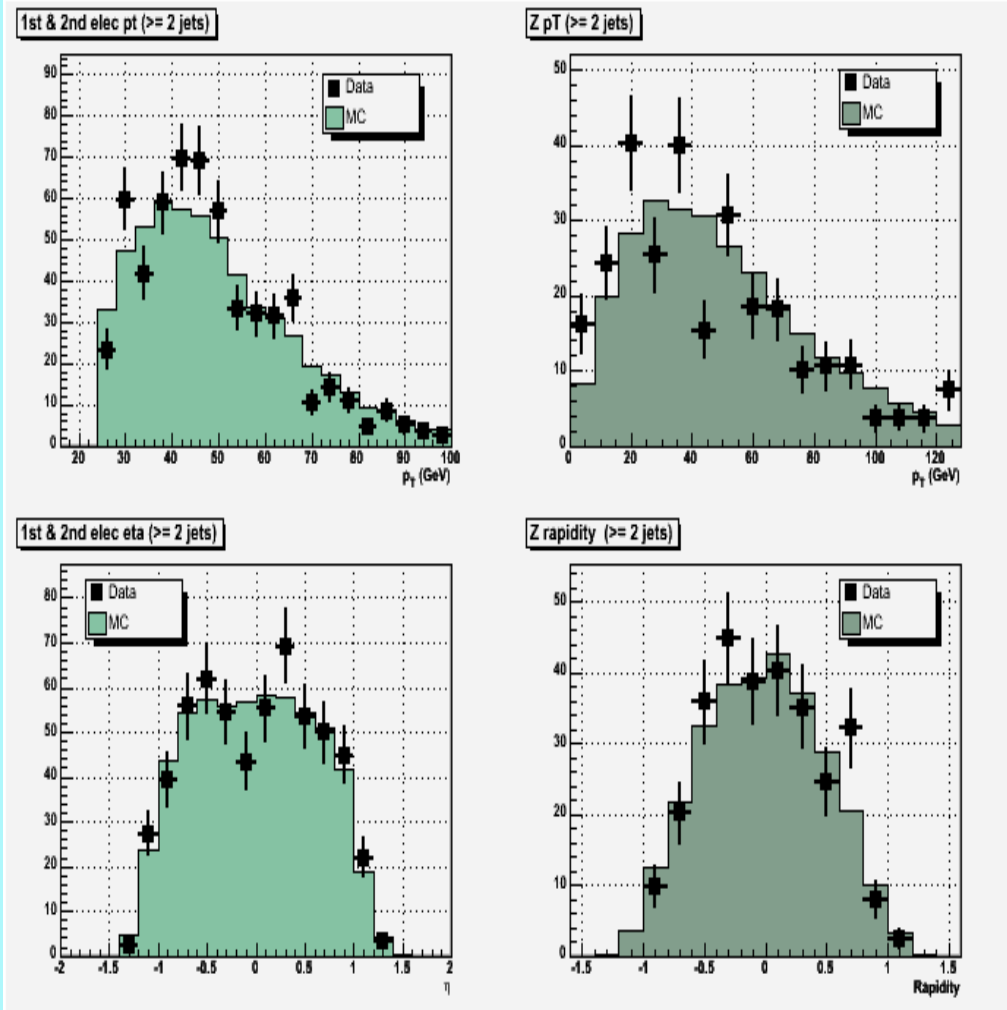 1st & 2nd elec pt (>= 2 jets)
Data
MC
90
80
70
60
50
40
30
20
10
0
20 30 40 50 60 70 80 90 100
pT (GeV)
Z pT (>= 2 jets)
Data
MC
50
40
30
20
10
0
0 20 40 60 80 100 120
pT (GeV)
1st & 2nd elec eta (>= 2 jets)
Data
MC
80
70
60
50
40
30
20
10
0
-2 -1.5 -1 -0.5 0 0.5 1 1.5 2
η
Z rapidity (>= 2 jets)
Data
MC
50
40
30
20
10
0
-1.5 -1 -0.5 0 0.5 1 1.5
Rapidity